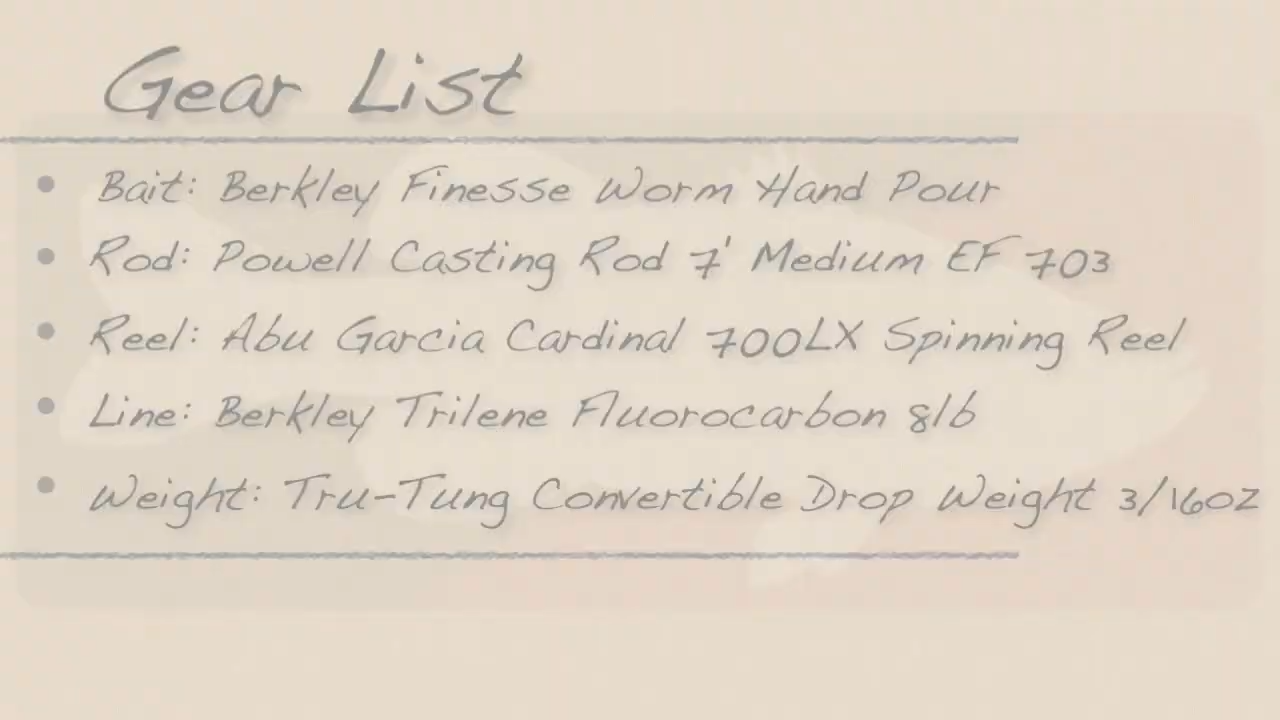 Gear List
• Bait: Berkley Finesse Worm Hand Pour
• Rod: Powell Casting Rod 7' Medium EF 703
• Reel: Abu Garcia Cardinal 700LX Spinning Reel
• Line: Berkley Trilene Fluorocarbon 8lb
• Weight: Tru-Tung Convertible Drop Weight 3/16oz